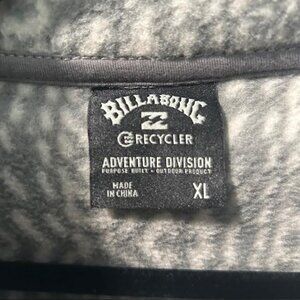 BILLABONG
RECYCLER
ADVENTURE DIVISION
PURPOSE BUILT • OUTDOOR PRODUCT
MADE
IN CHINA
XL